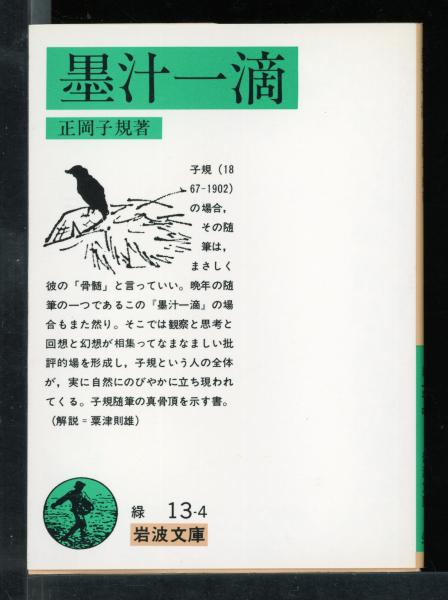 墨汁一滴
正岡子規著
子規（18
67-1902）
の場合，
その随
筆は，
まさしく
彼の「骨髄」と言っていい。晩年の随
筆の一つであるこの『墨汁一滴』の場
合もまた然り。そこでは観察と思考と
回想と幻想が相集ってなまなましい批
評的場を形成し，子規という人の全体
が，実に自然にのびやかに立ち現われ
てくる。子規随筆の真骨頂を示す書。
（解説＝粟津則雄）
緑 13-4
岩波文庫